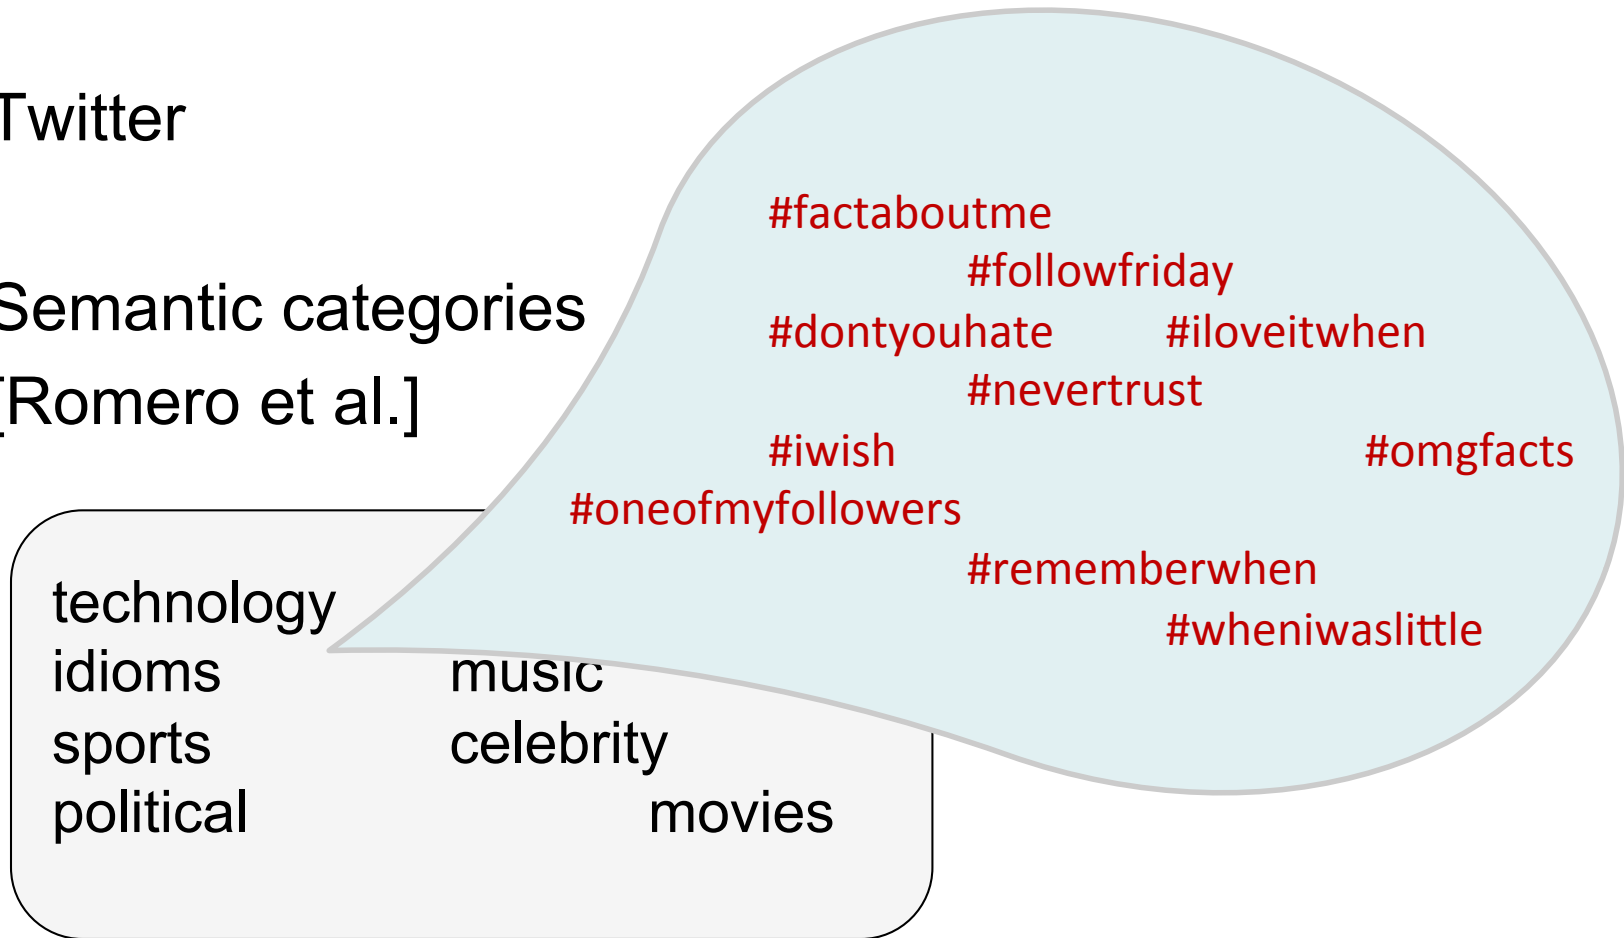 Twitter
Semantic categories
[Romero et al.]
#factaboutme
#followfriday
#dontyouhate #iloveitwhen
#nevertrust
#iwish #omgfacts
#oneofmyfollowers
#rememberwhen
#wheniwaslittle
technology
idioms music
sports celebrity
political movies